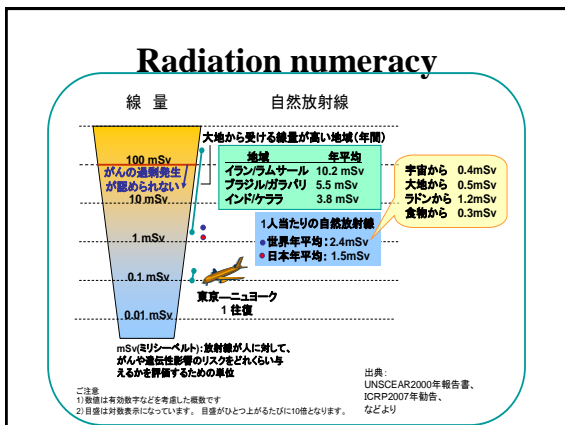 Radiation numeracy
線 量
自然放射線
大地から受ける線量が高い地域(年間)
地域 年平均
イラン/ラムサール 10.2 mSv
ブラジル/ガラパリ 5.5 mSv
インド/ケララ 3.8 mSv
100 mSv
がんの過剰発生
が認められない
10 mSv
1 mSv
0.1 mSv
0.01 mSv
宇宙から 0.4mSv
大地から 0.5mSv
ラドンから 1.2mSv
食物から 0.3mSv
1人当たりの自然放射線
世界年平均:2.4mSv
日本年平均: 1.5mSv
東京―ニューヨーク
1 往復
mSv(ミリシーベルト):放射線が人に対して、
がんや遺伝性影響のリスクをどれくらい与
えるかを評価するための単位
ご注意
1)数値は有効数字などを考慮した概数です
2)目盛は対数表示になっています。 目盛がひとつ上がるたびに10倍となります。
出典:
UNSCEAR2000年報告書、
ICRP2007年勧告、
などより